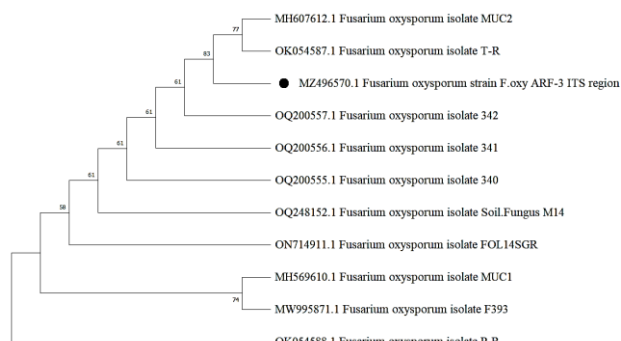 MH607612.1 Fusarium oxysporum isolate MUC2
77
OK054587.1 Fusarium oxysporum isolate T-R
83
MZ496570.1 Fusarium oxysporum strain F.oxy ARF-3 ITS region
61
OQ200557.1 Fusarium oxysporum isolate 342
61
OQ200556.1 Fusarium oxysporum isolate 341
61
OQ200555.1 Fusarium oxysporum isolate 340
61
OQ248152.1 Fusarium oxysporum isolate Soil.Fungus M14
58
ON714911.1 Fusarium oxysporum isolate FOL14SGR
MH569610.1 Fusarium oxysporum isolate MUC1
74
MW995871.1 Fusarium oxysporum isolate F393
Fusarium oxysporum isolate